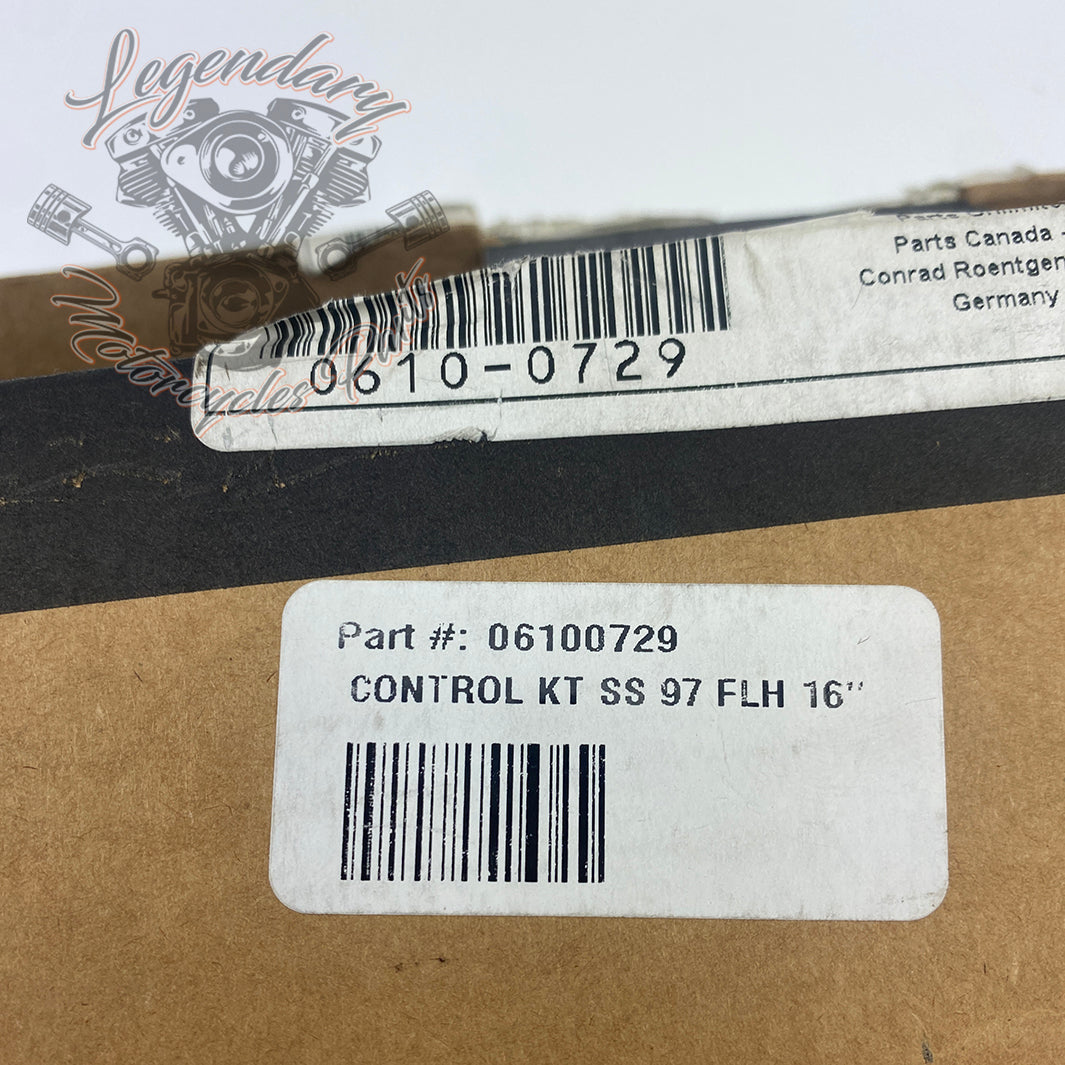 Legendary
Motorcycles Parts
Parts Canada -
Conrad Roentgen
Germany
0610-0729
Part #: 06100729
CONTROL KT SS 97 FLH 16"